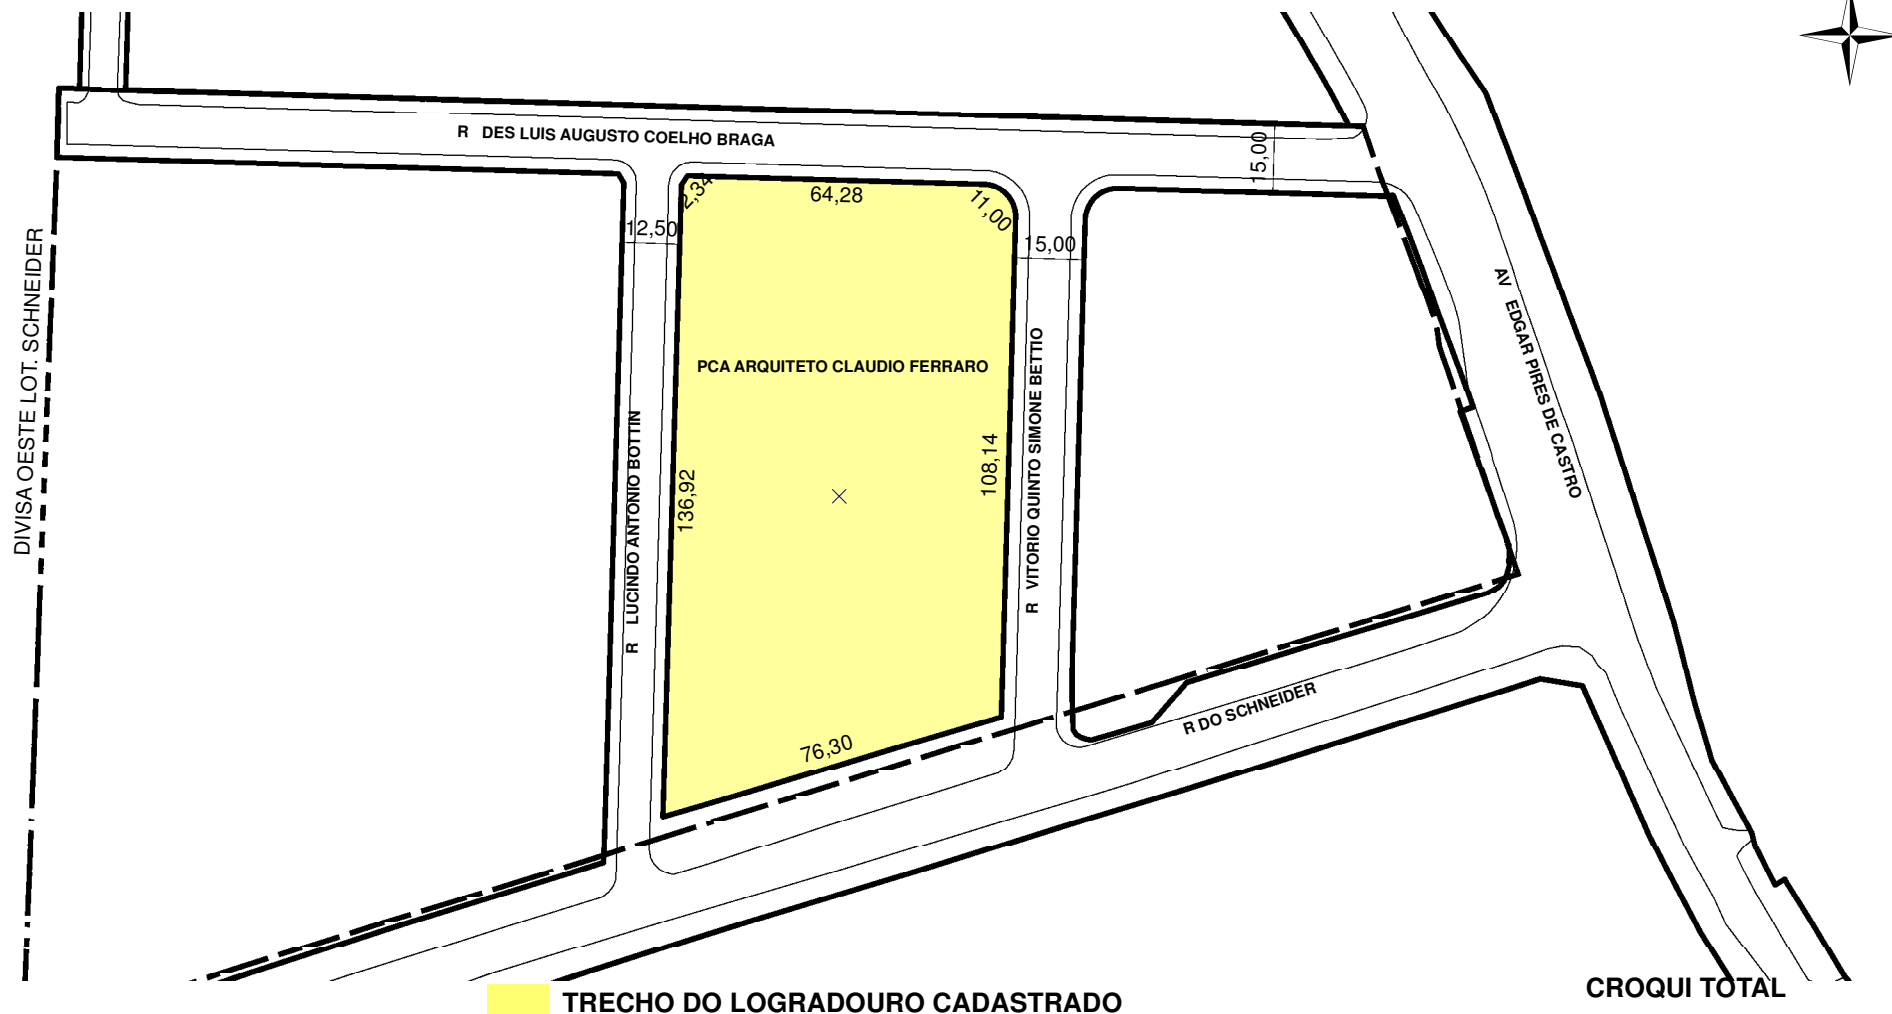 R DES LUIS AUGUSTO COELHO BRAGA
15,00
2,34
64,28
11,00
12,50
15,00
DIVISA OESTE LOT. SCHNEIDER
PCA ARQUITETO CLAUDIO FERRARO
AV EDGAR PIRES DE CASTRO
R LUCINDO ANTONIO BOTTIN
136,92
108,14
R VITORIO QUINTO SIMONE BETTIO
76,30
R DO SCHNEIDER
TRECHO DO LOGRADOURO CADASTRADO
CROQUI TOTAL